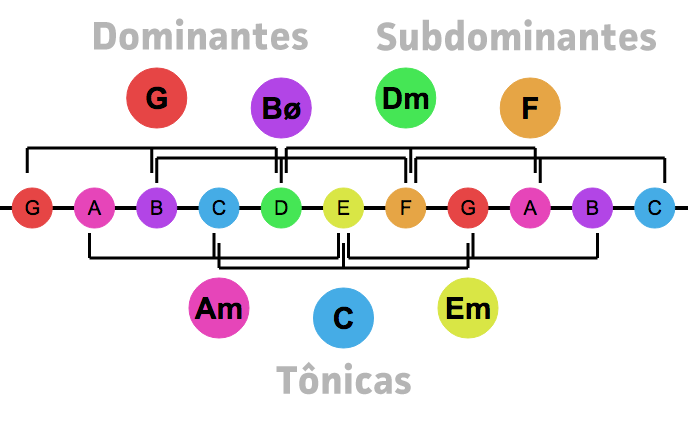 Dominantes Subdominantes
G Bø Dm F
G A B C D E F G A B C
Am C Em
Tônicas